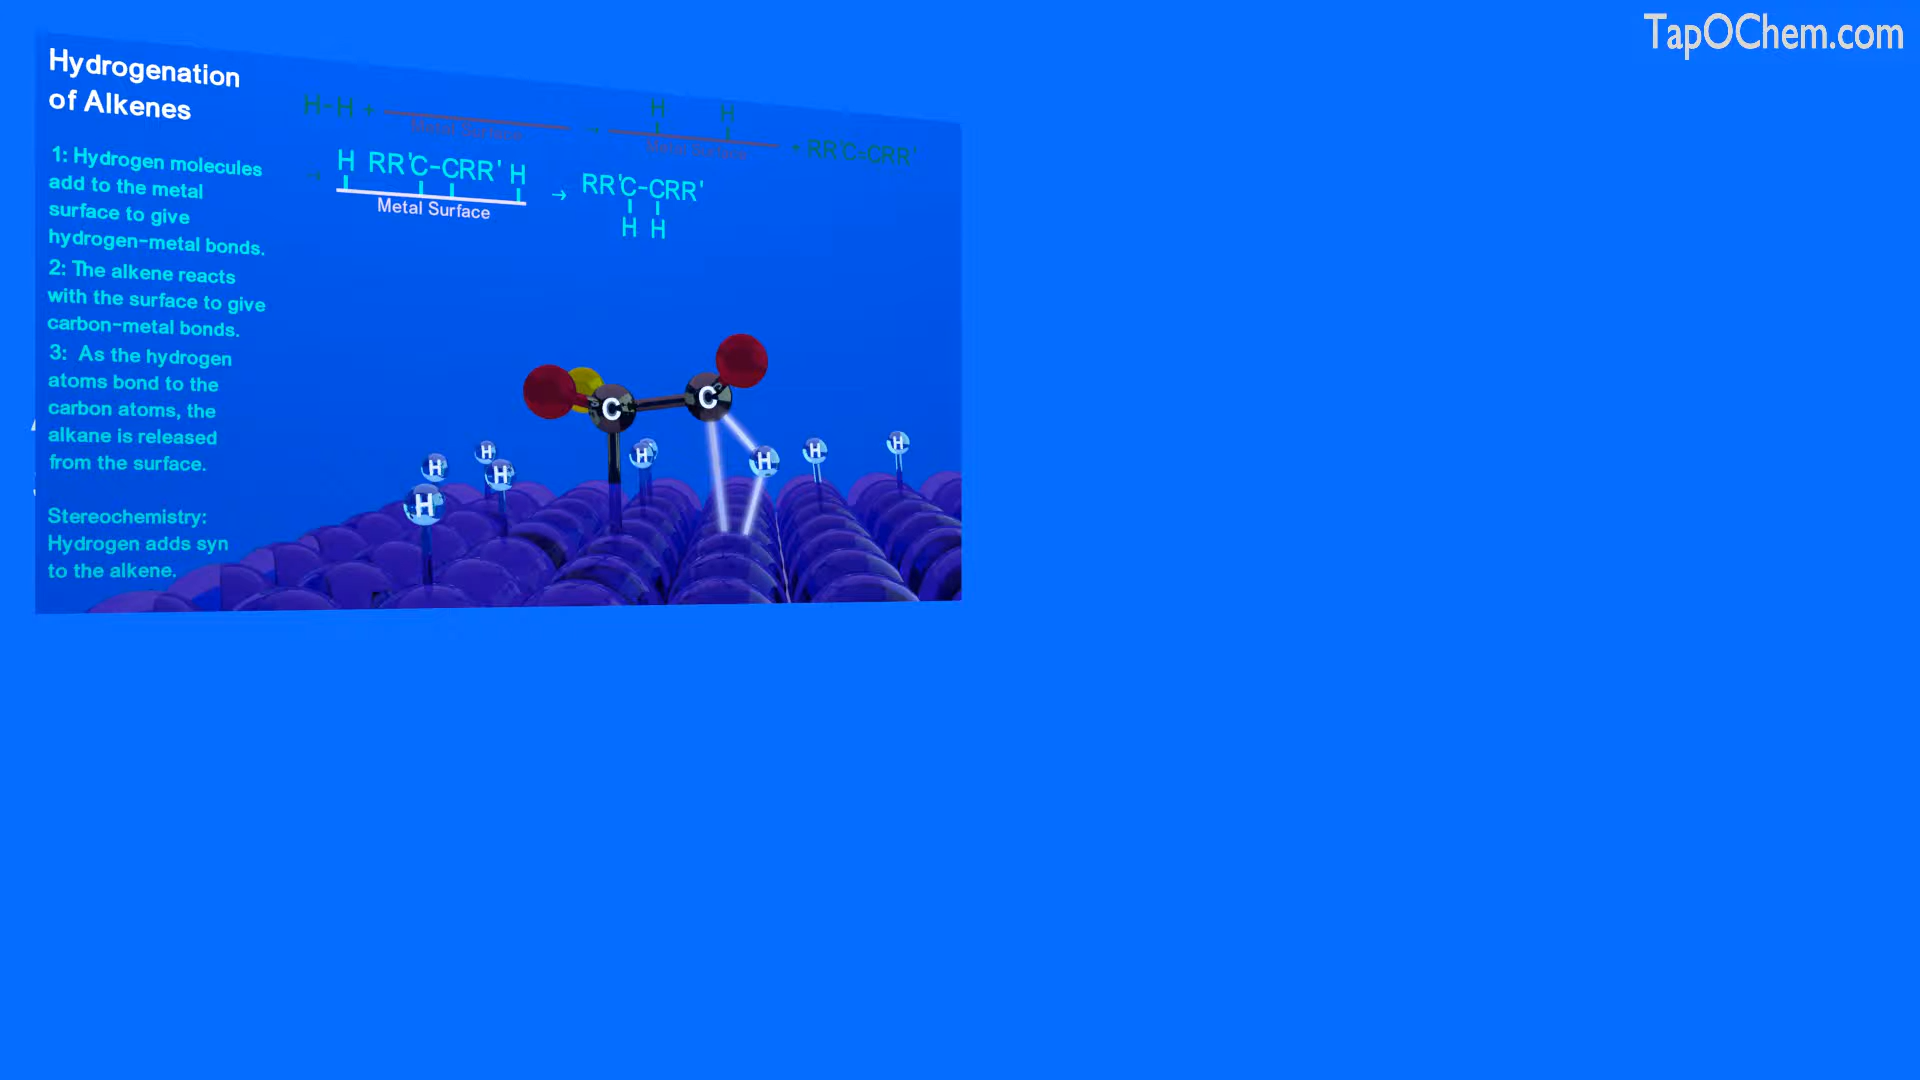 TapOChem.com
Hydrogenation
of Alkenes
H-H +
Metal Surface
→
H H
Metal Surface
+ RR'C=CRR'
1: Hydrogen molecules
add to the metal
surface to give
hydrogen-metal bonds.
2: The alkene reacts
with the surface to give
carbon-metal bonds.
3: As the hydrogen
atoms bond to the
carbon atoms, the
alkane is released
from the surface.
Stereochemistry:
Hydrogen adds syn
to the alkene.
→ H RR'C-CRR' H
Metal Surface
→ RR'C-CRR'
H H
C C
H H H H H H H H